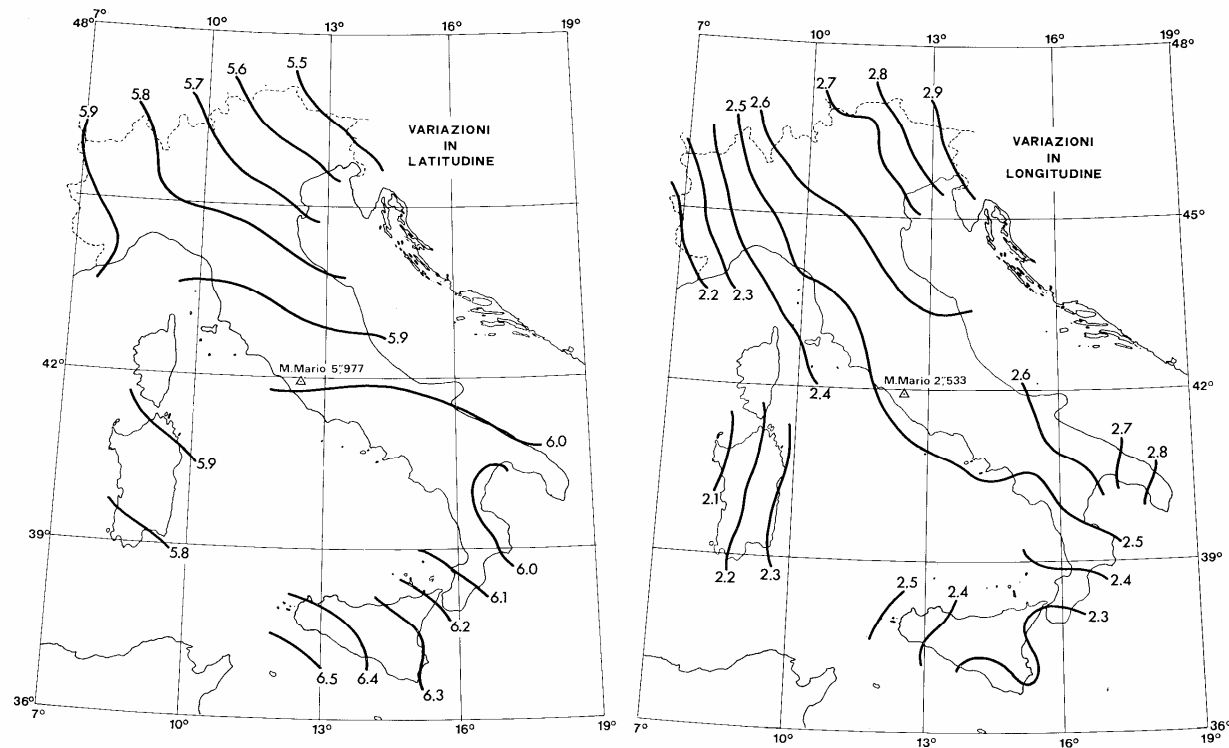 7° 10° 13° 16° 19°
48°
5.9 5.8 5.7 5.6 5.5
VARIAZIONI
IN
LATITUDINE
5.9
42°
M.Mario 5",977
6.0
5.9
5.8
39°
6.0
6.1
6.2
6.5 6.4 6.3
36°
7° 10° 13° 16° 19°
7° 10° 13° 16° 19°
48°
2.5 2.6 2.7 2.8 2.9
VARIAZIONI
IN
LONGITUDINE
45°
2.2 2.3
42°
M.Mario 2",533
2.4
2.6
2.7
2.8
2.1
2.5
39°
2.2 2.3
2.4
2.5 2.4
2.3
36°
7° 10° 13° 16° 19°